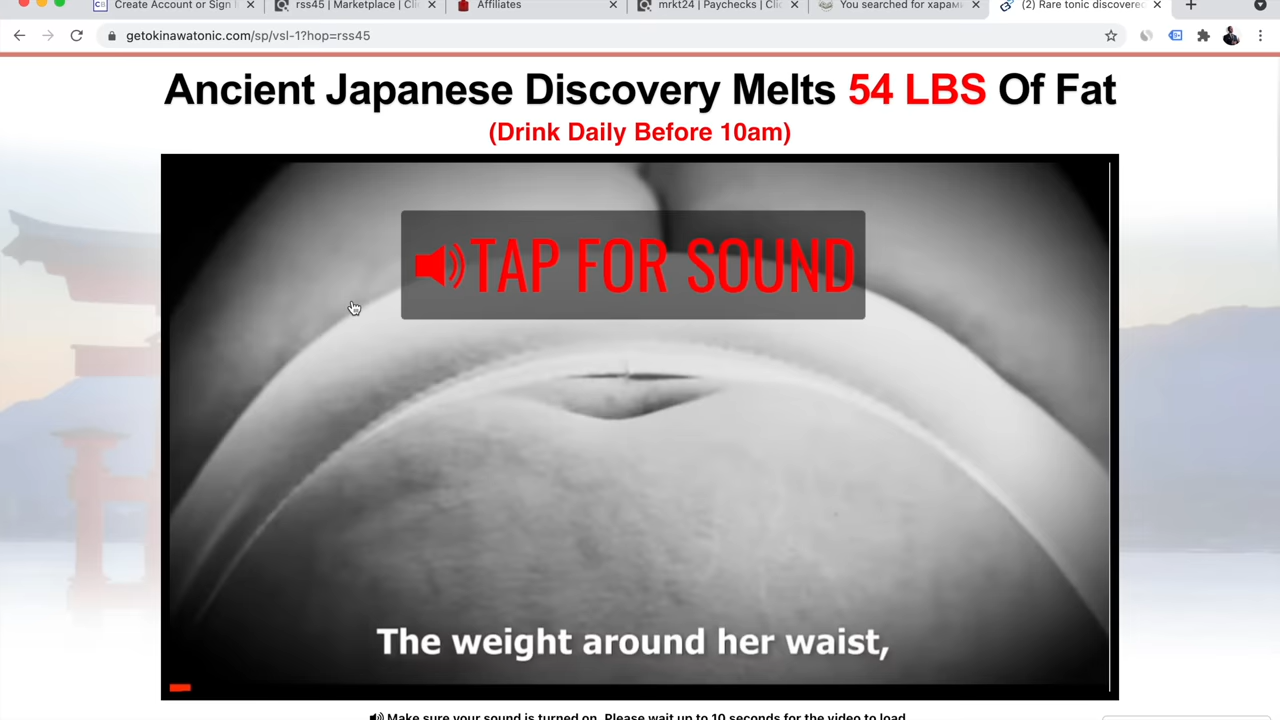 Create Account or Sign I
rss45 | Marketplace | Cli
Affiliates
mrkt24 | Paychecks | Clic
You searched for харами
(2) Rare tonic discovere
getokinawatonic.com/sp/vsl-1?hop=rss45
Ancient Japanese Discovery Melts 54 LBS Of Fat
(Drink Daily Before 10am)
TAP FOR SOUND
The weight around her waist,
Make sure your sound is turned on. Please wait up to 10 seconds for the video to load